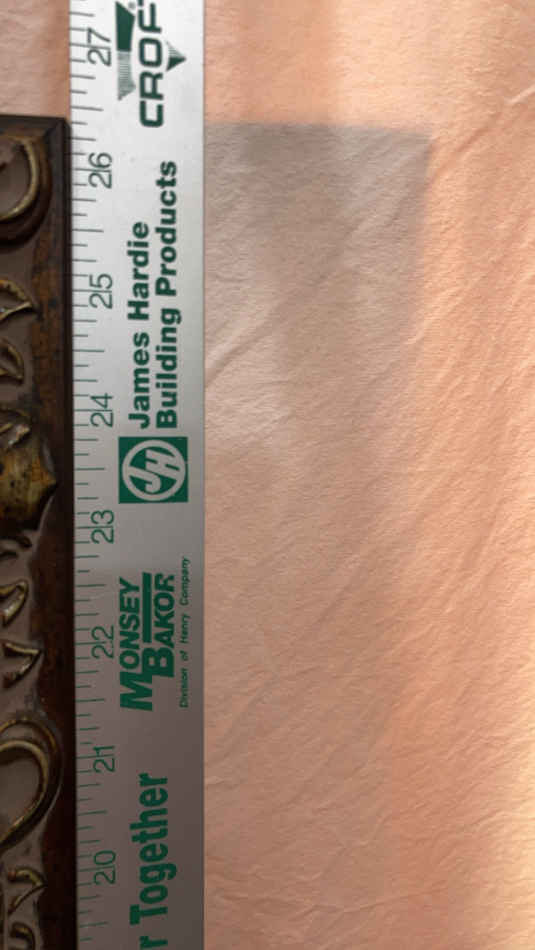 CROF
27
26
James Hardie
Building Products
25
24
JH
23
MONSEY
BAKOR
Division of Henry Company
22
21
r Together
20